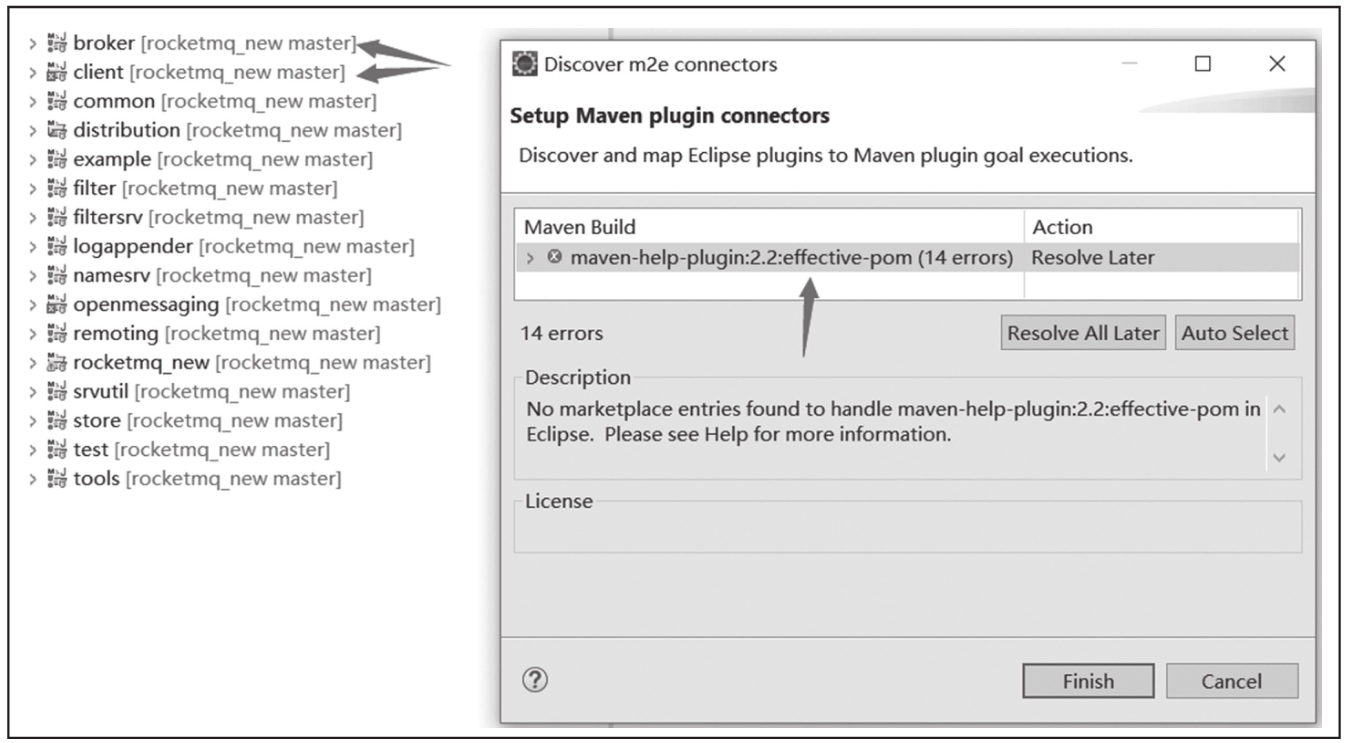 broker [rocketmq_new master]
client [rocketmq_new master]
common [rocketmq_new master]
distribution [rocketmq_new master]
example [rocketmq_new master]
filter [rocketmq_new master]
filtersrv [rocketmq_new master]
logappender [rocketmq_new master]
namesrv [rocketmq_new master]
openmessaging [rocketmq_new master]
remoting [rocketmq_new master]
rocketmq_new [rocketmq_new master]
srvutil [rocketmq_new master]
store [rocketmq_new master]
test [rocketmq_new master]
tools [rocketmq_new master]
Discover m2e connectors
Setup Maven plugin connectors
Discover and map Eclipse plugins to Maven plugin goal executions.
Maven Build Action
maven-help-plugin:2.2:effective-pom (14 errors) Resolve Later
14 errors Resolve All Later Auto Select
Description
No marketplace entries found to handle maven-help-plugin:2.2:effective-pom in
Eclipse. Please see Help for more information.
License
Finish Cancel